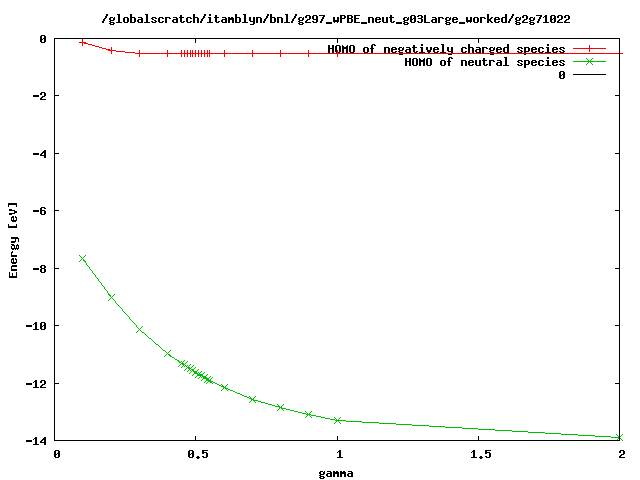 /globalscratch/itamblyn/bnl/g297_wPBE_neut_g03Large_worked/g2g71022
HOMO of negatively charged species
HOMO of neutral species
0
0
-2
-4
-6
-8
-10
-12
-14
Energy [eV]
0
0.5
1
1.5
2
gamma